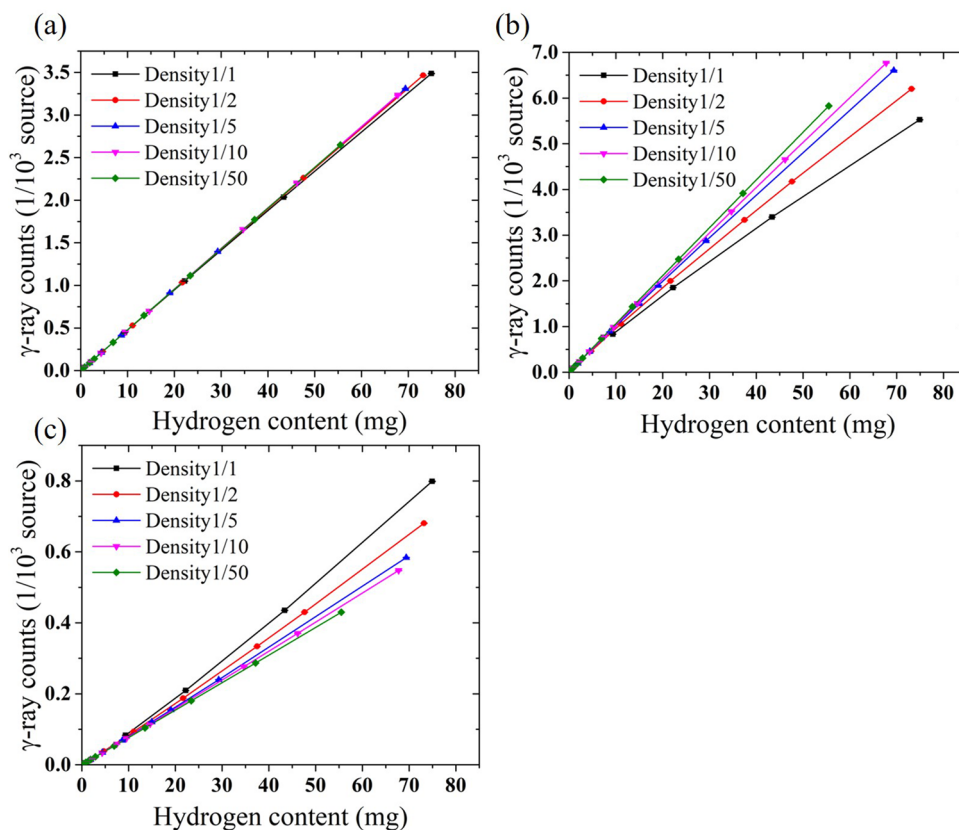 (a)
γ-ray counts (1/10³ source)
3.5
3.0
2.5
2.0
1.5
1.0
0.5
0.0
Density1/1
Density1/2
Density1/5
Density1/10
Density1/50
0 10 20 30 40 50 60 70 80
Hydrogen content (mg)
(b)
γ-ray counts (1/10³ source)
7.0
6.0
5.0
4.0
3.0
2.0
1.0
0.0
Density1/1
Density1/2
Density1/5
Density1/10
Density1/50
0 10 20 30 40 50 60 70 80
Hydrogen content (mg)
(c)
γ-ray counts (1/10³ source)
0.8
0.6
0.4
0.2
0.0
Density1/1
Density1/2
Density1/5
Density1/10
Density1/50
0 10 20 30 40 50 60 70 80
Hydrogen content (mg)